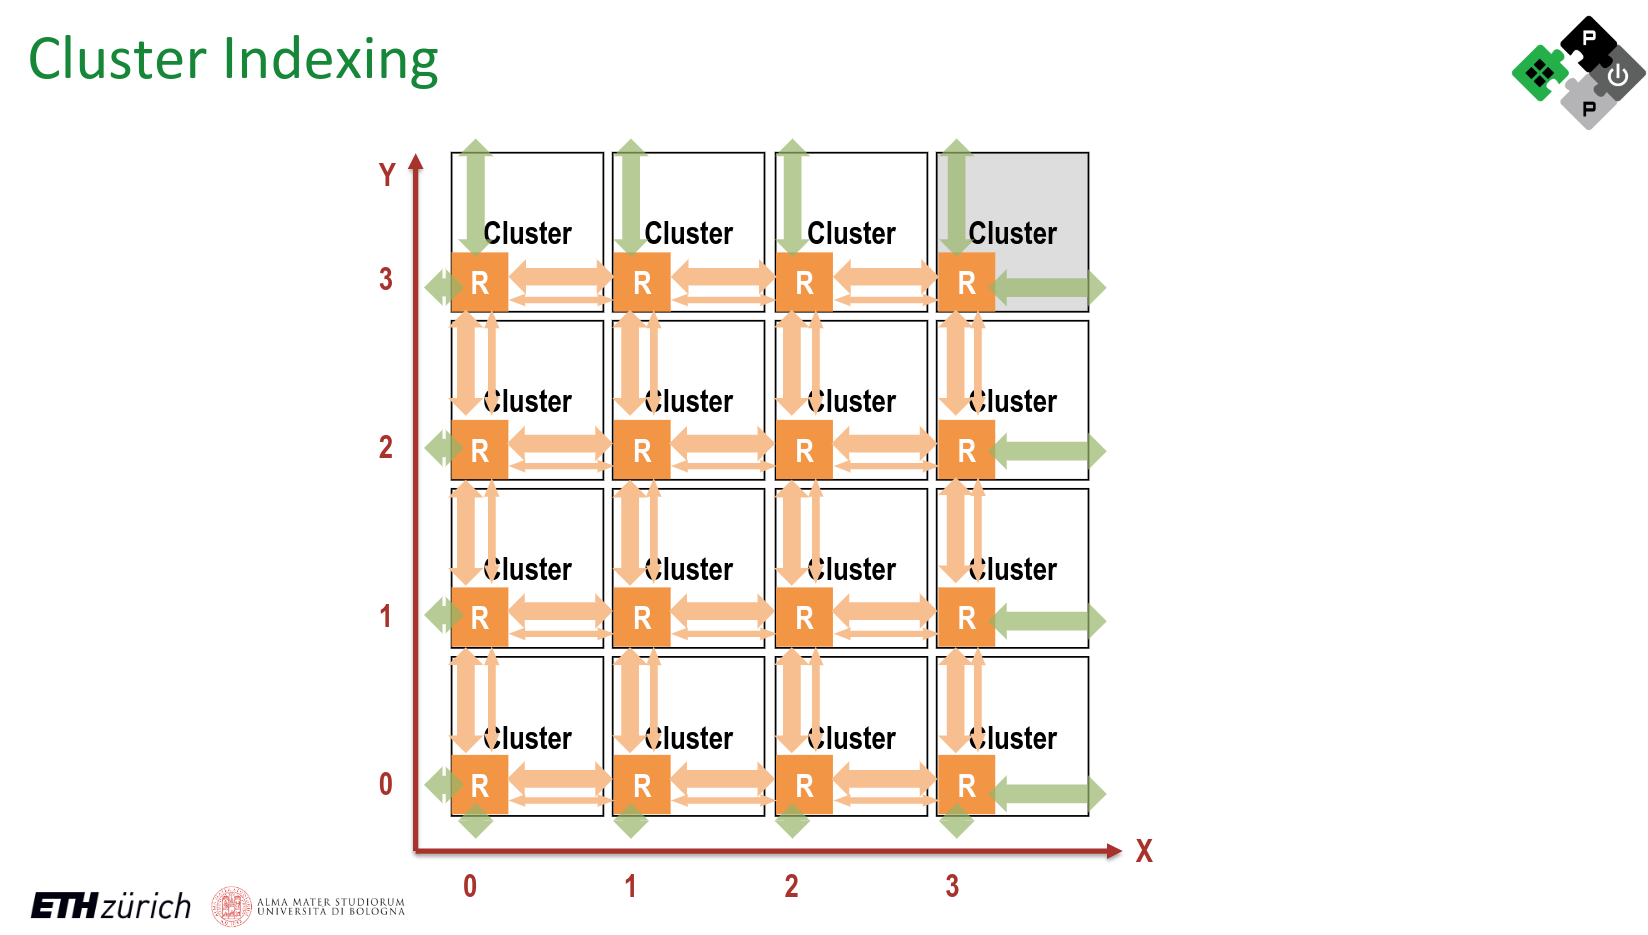 Cluster Indexing
P
P
Y
Cluster Cluster Cluster Cluster
3 R R R R
Cluster Cluster Cluster Cluster
2 R R R R
Cluster Cluster Cluster Cluster
1 R R R R
Cluster Cluster Cluster Cluster
0 R R R R
X
0 1 2 3
ETH zürich
ALMA MATER STUDIORUM
UNIVERSITÀ DI BOLOGNA